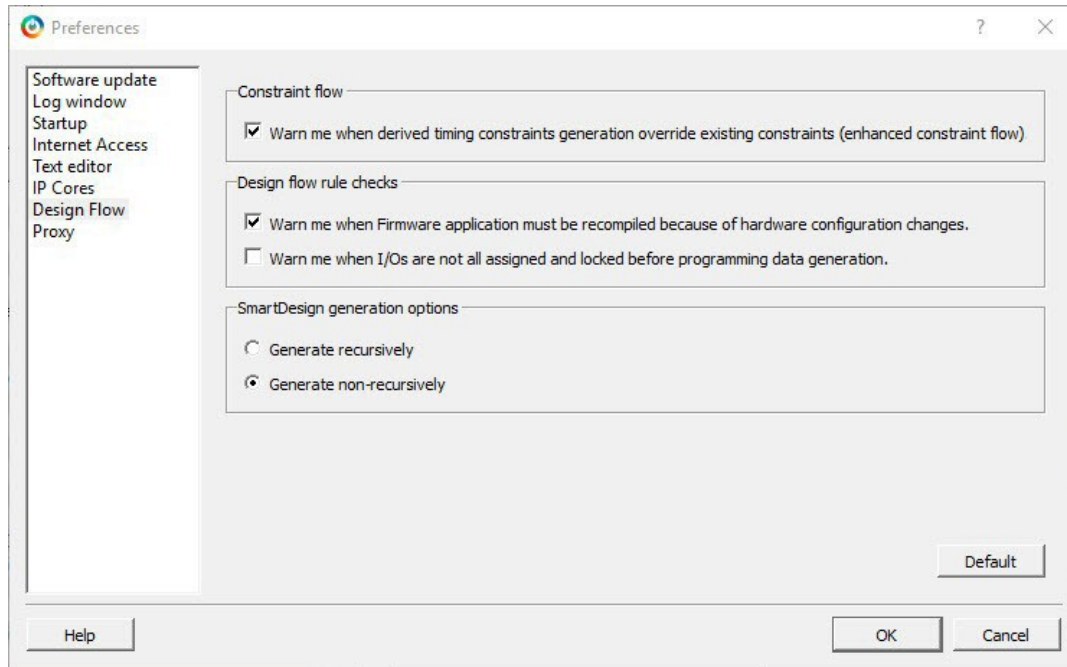 Preferences
?
Software update
Log window
Startup
Internet Access
Text editor
IP Cores
Design Flow
Proxy
Constraint flow
Warn me when derived timing constraints generation override existing constraints (enhanced constraint flow)
Design flow rule checks
Warn me when Firmware application must be recompiled because of hardware configuration changes.
Warn me when I/Os are not all assigned and locked before programming data generation.
SmartDesign generation options
Generate recursively
Generate non-recursively
Default
Help
OK
Cancel